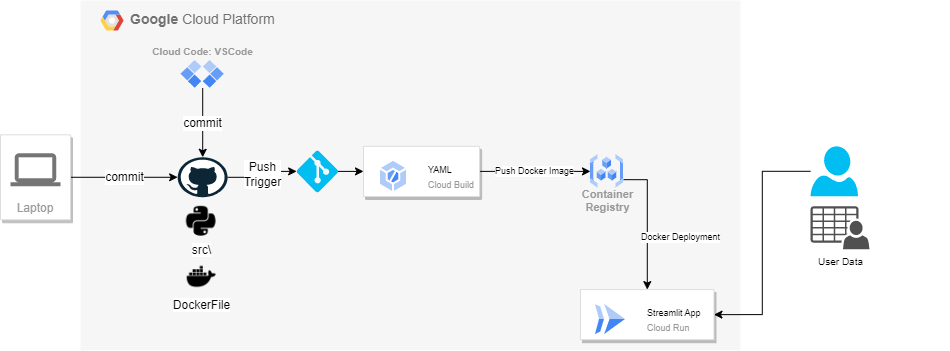 Google Cloud Platform
Cloud Code: VSCode
commit
Laptop
commit
Push
Trigger
YAML
Cloud Build
Push Docker Image
Container
Registry
src\
DockerFile
Docker Deployment
Streamlit App
Cloud Run
User Data